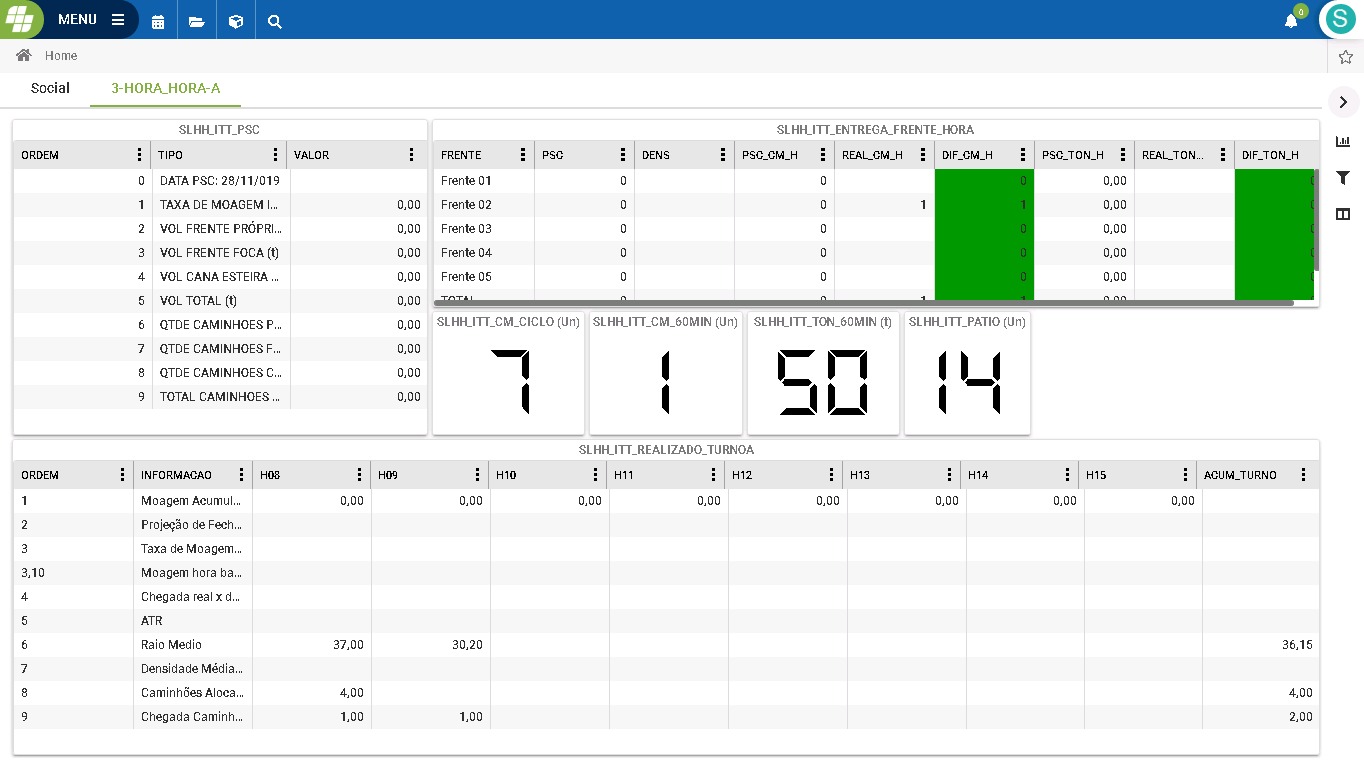 MENU
0
S
Home
Social 3-HORA_HORA-A
SLHH_ITT_PSC
ORDEM TIPO VALOR
0 DATA PSC: 28/11/019
1 TAXA DE MOAGEM I... 0,00
2 VOL FRENTE PRÓPRI... 0,00
3 VOL FRENTE FOCA (t) 0,00
4 VOL CANA ESTEIRA ... 0,00
5 VOL TOTAL (t) 0,00
6 QTDE CAMINHOES P... 0,00
7 QTDE CAMINHOES F... 0,00
8 QTDE CAMINHOES C... 0,00
9 TOTAL CAMINHOES ... 0,00
SLHH_ITT_ENTREGA_FRENTE_HORA
FRENTE PSC DENS PSC_CM_H REAL_CM_H DIF_CM_H PSC_TON_H REAL_TON... DIF_TON_H
Frente 01 0 0 0 0,00
Frente 02 0 0 1 1 0,00
Frente 03 0 0 0 0,00
Frente 04 0 0 0 0,00
Frente 05 0 0 0 0,00
TOTAL 0 0 1 1 0,00
SLHH_ITT_CM_CICLO (Un) SLHH_ITT_CM_60MIN (Un) SLHH_ITT_TON_60MIN (t) SLHH_ITT_PATIO (Un)
7 1 50 14
SLHH_ITT_REALIZADO_TURNOA
ORDEM INFORMACAO H08 H09 H10 H11 H12 H13 H14 H15 ACUM_TURNO
1 Moagem Acumul... 0,00 0,00 0,00 0,00 0,00 0,00 0,00 0,00
2 Projeção de Fech...
3 Taxa de Moagem...
3,10 Moagem hora ba...
4 Chegada real x d...
5 ATR
6 Raio Medio 37,00 30,20 36,15
7 Densidade Média...
8 Caminhões Aloca... 4,00 4,00
9 Chegada Caminh... 1,00 1,00 2,00